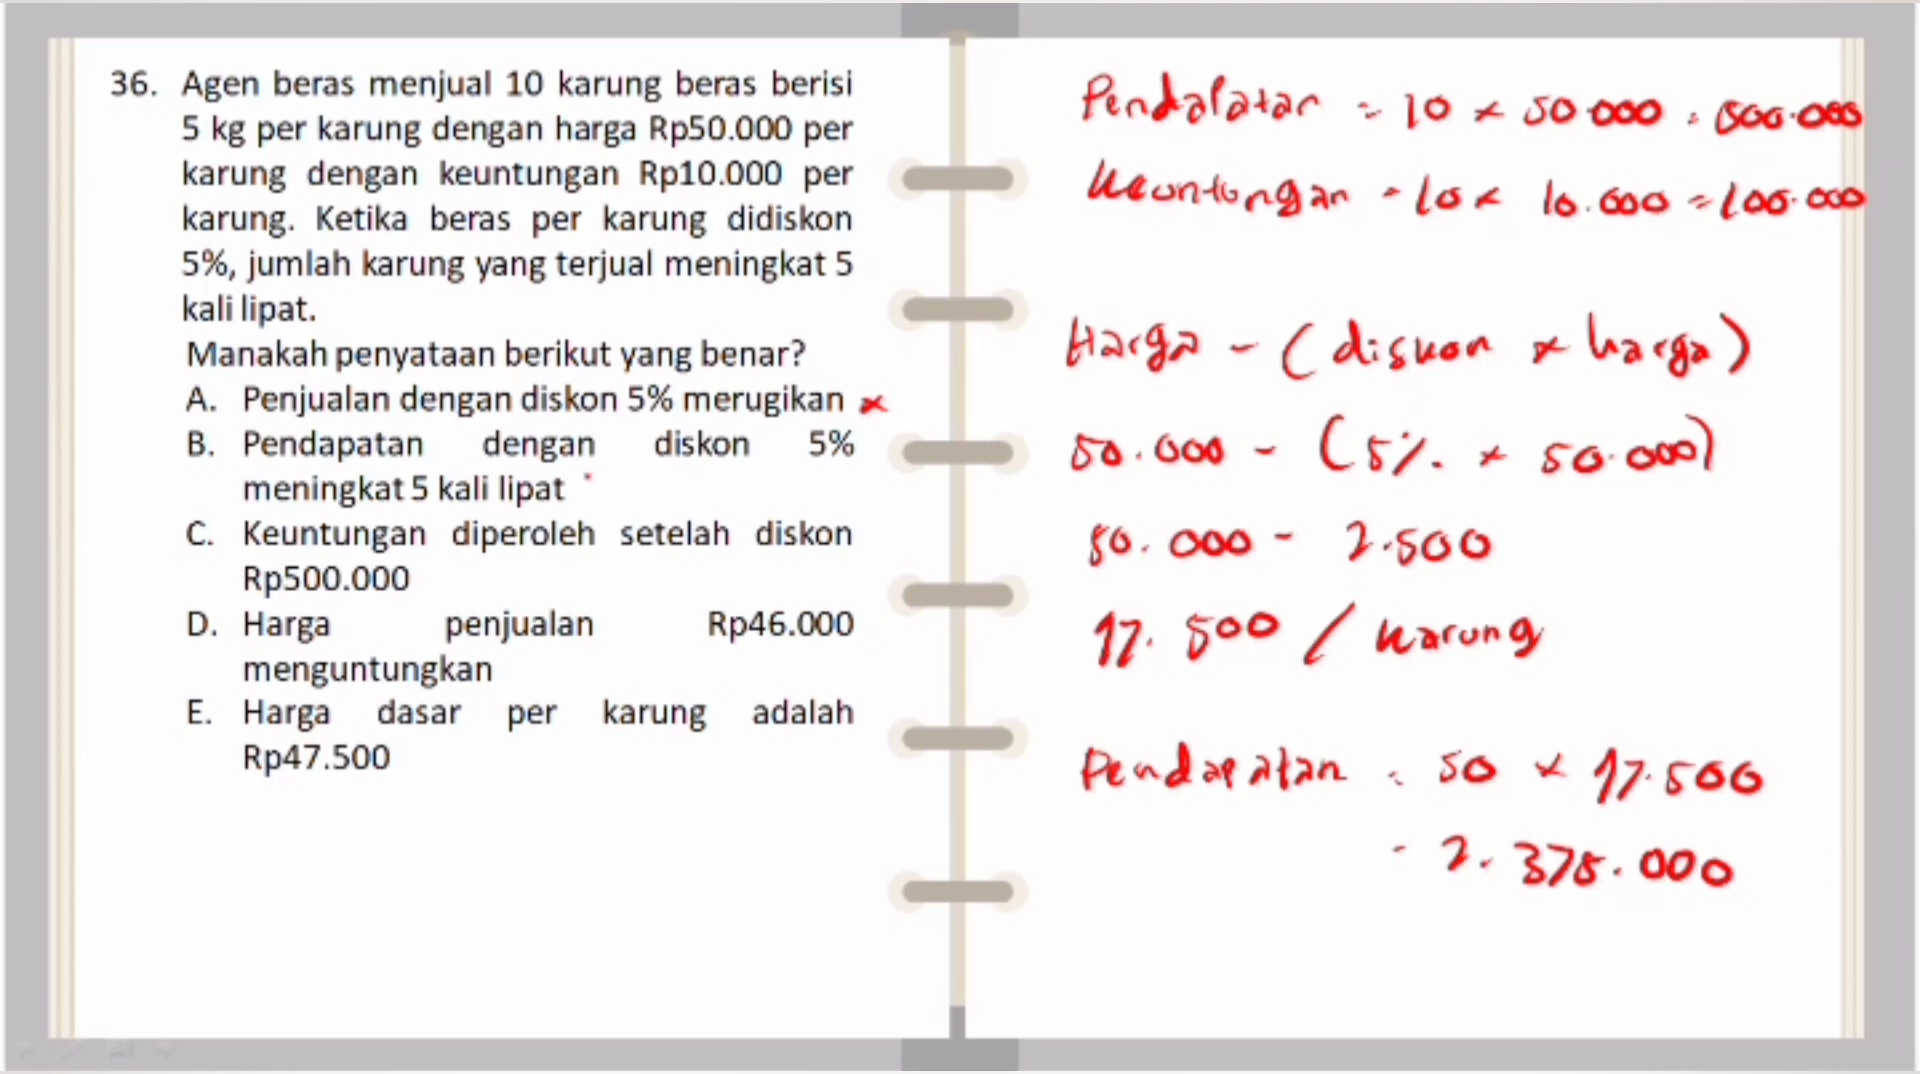 36. Agen beras menjual 10 karung beras berisi
5 kg per karung dengan harga Rp50.000 per
karung dengan keuntungan Rp10.000 per
karung. Ketika beras per karung didiskon
5%, jumlah karung yang terjual meningkat 5
kali lipat.
Manakah penyataan berikut yang benar?
A. Penjualan dengan diskon 5% merugikan ×
B. Pendapatan dengan diskon 5%
meningkat 5 kali lipat
C. Keuntungan diperoleh setelah diskon
Rp500.000
D. Harga penjualan Rp46.000
menguntungkan
E. Harga dasar per karung adalah
Rp47.500
Pendapatan = 10 × 50.000 = 500.000
Keuntungan = 10 × 10.000 = 100.000
Harga - (diskon × harga)
50.000 - (5% × 50.000)
50.000 - 2.500
47.500 / karung
Pendapatan = 50 × 47.500
= 2.375.000